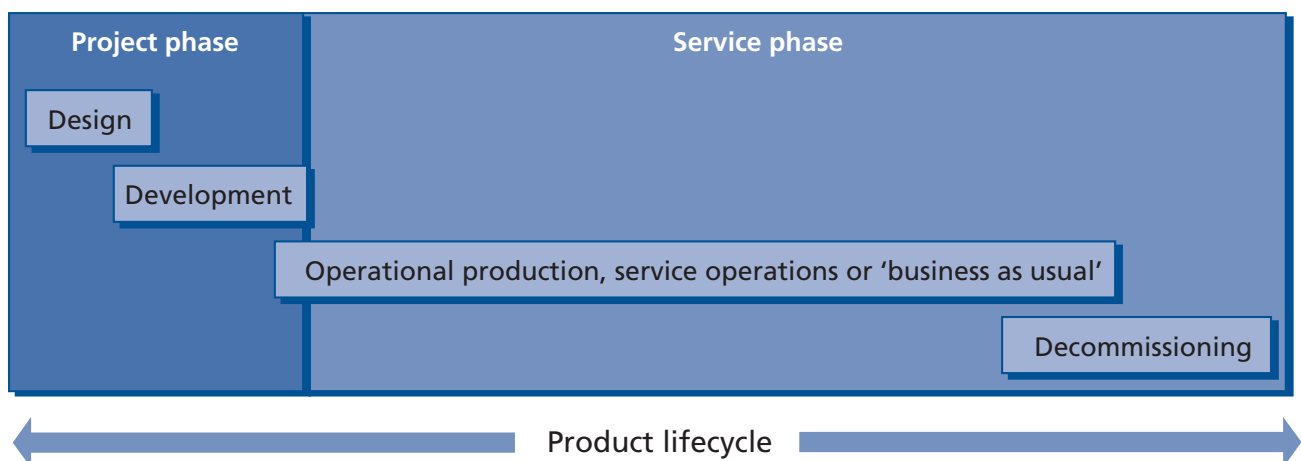 Project phase
Service phase
Design
Development
Operational production, service operations or ‘business as usual’
Decommissioning
Product lifecycle